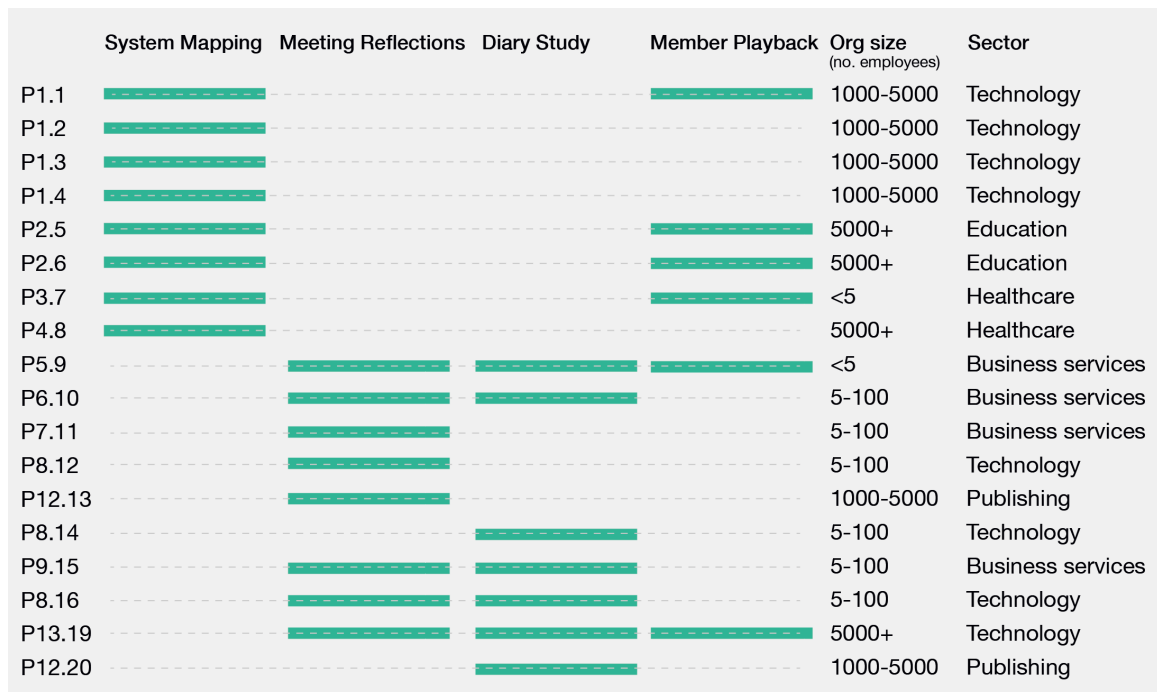 System Mapping Meeting Reflections Diary Study Member Playback Org size Sector
(no. employees)
P1.1 1000-5000 Technology
P1.2 1000-5000 Technology
P1.3 1000-5000 Technology
P1.4 1000-5000 Technology
P2.5 5000+ Education
P2.6 5000+ Education
P3.7 <5 Healthcare
P4.8 5000+ Healthcare
P5.9 <5 Business services
P6.10 5-100 Business services
P7.11 5-100 Business services
P8.12 5-100 Technology
P12.13 1000-5000 Publishing
P8.14 5-100 Technology
P9.15 5-100 Business services
P8.16 5-100 Technology
P13.19 5000+ Technology
P12.20 1000-5000 Publishing